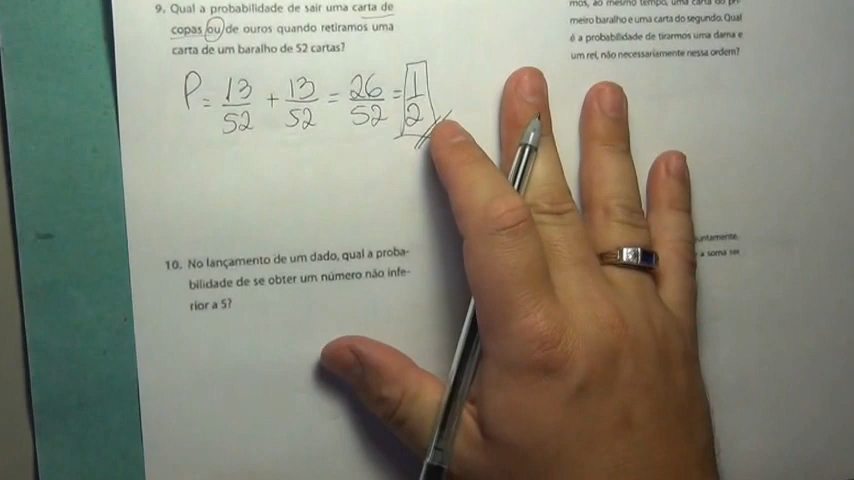 9. Qual a probabilidade de sair uma carta de
copas ou de ouros quando retiramos uma
carta de um baralho de 52 cartas?
P = 13/52 + 13/52 = 26/52 = 1/2
10. No lançamento de um dado, qual a proba-
bilidade de se obter um número não infe-
rior a 5?
mos, ao mesmo tempo, uma carta do pri-
meiro baralho e uma carta do segundo. Qual
é a probabilidade de tirarmos uma dama e
um rei, não necessariamente nessa ordem?
a soma ser